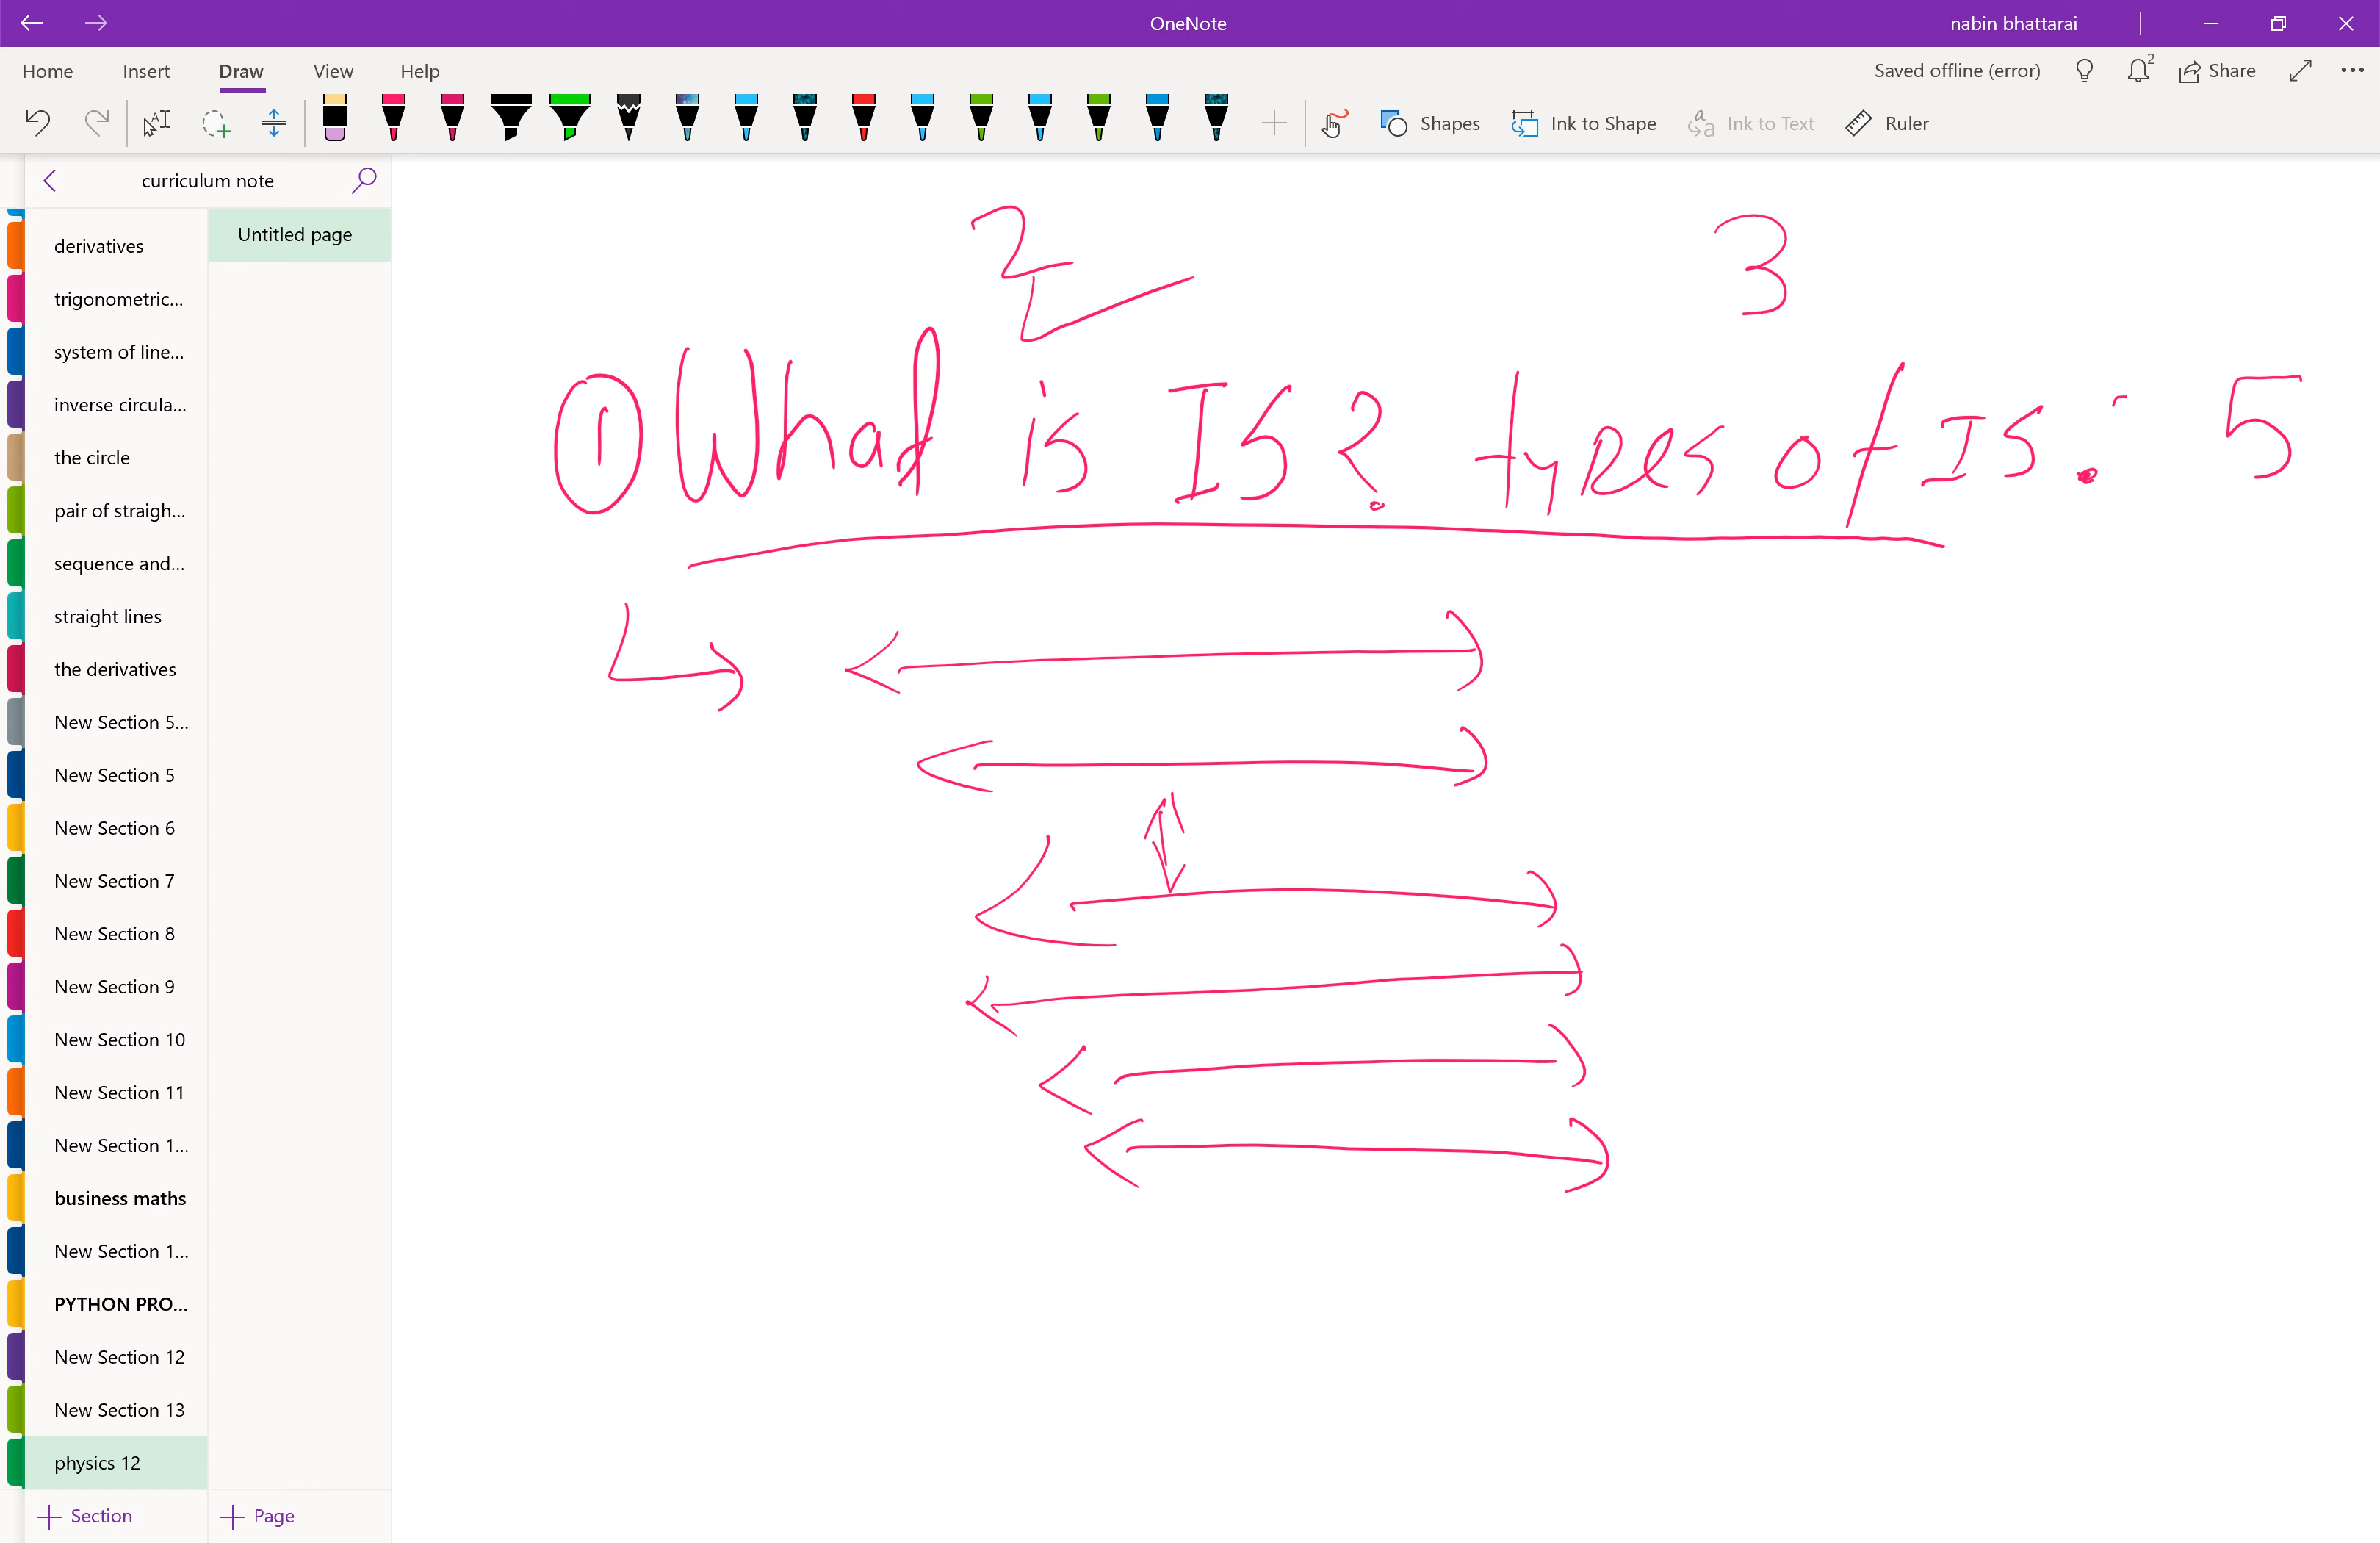 OneNote
nabin bhattarai
Home Insert Draw View Help
Saved offline (error) 2 Share
Shapes Ink to Shape Ink to Text Ruler
curriculum note
Untitled page
derivatives
trigonometric...
system of line...
inverse circula...
the circle
pair of straigh...
sequence and...
straight lines
the derivatives
New Section 5...
New Section 5
New Section 6
New Section 7
New Section 8
New Section 9
New Section 10
New Section 11
New Section 1...
business maths
New Section 1...
PYTHON PRO...
New Section 12
New Section 13
physics 12
Section
Page
2 3
① What is IS? types of IS. 5